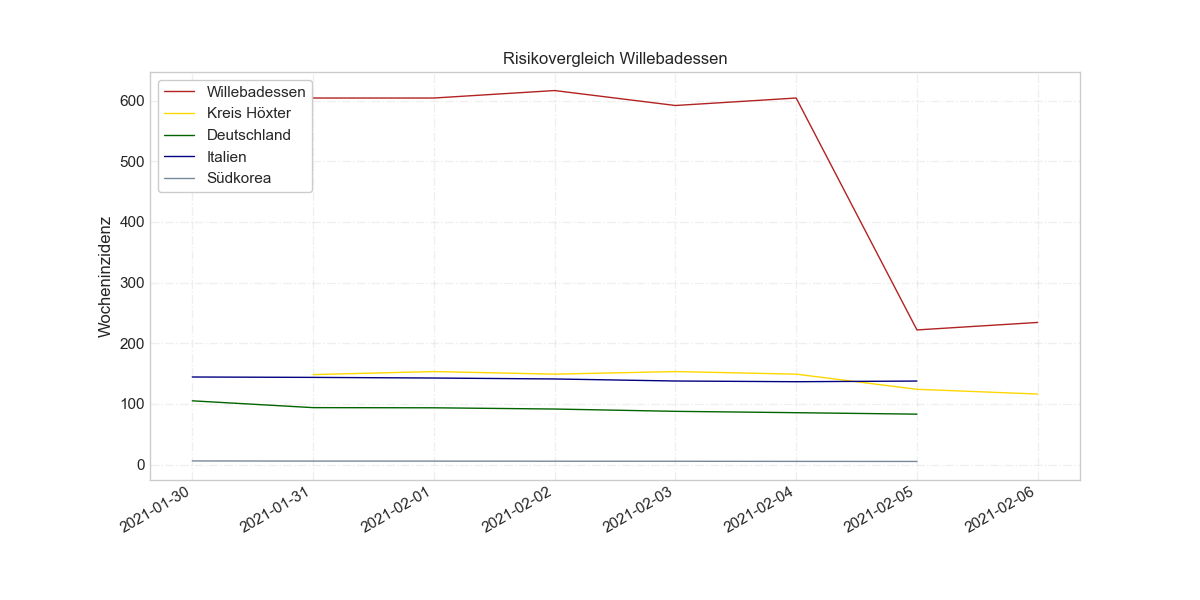 Risikovergleich Willebadessen
Willebadessen
Kreis Höxter
Deutschland
Italien
Südkorea
Wocheninzidenz
600
500
400
300
200
100
0
2021-01-30
2021-01-31
2021-02-01
2021-02-02
2021-02-03
2021-02-04
2021-02-05
2021-02-06